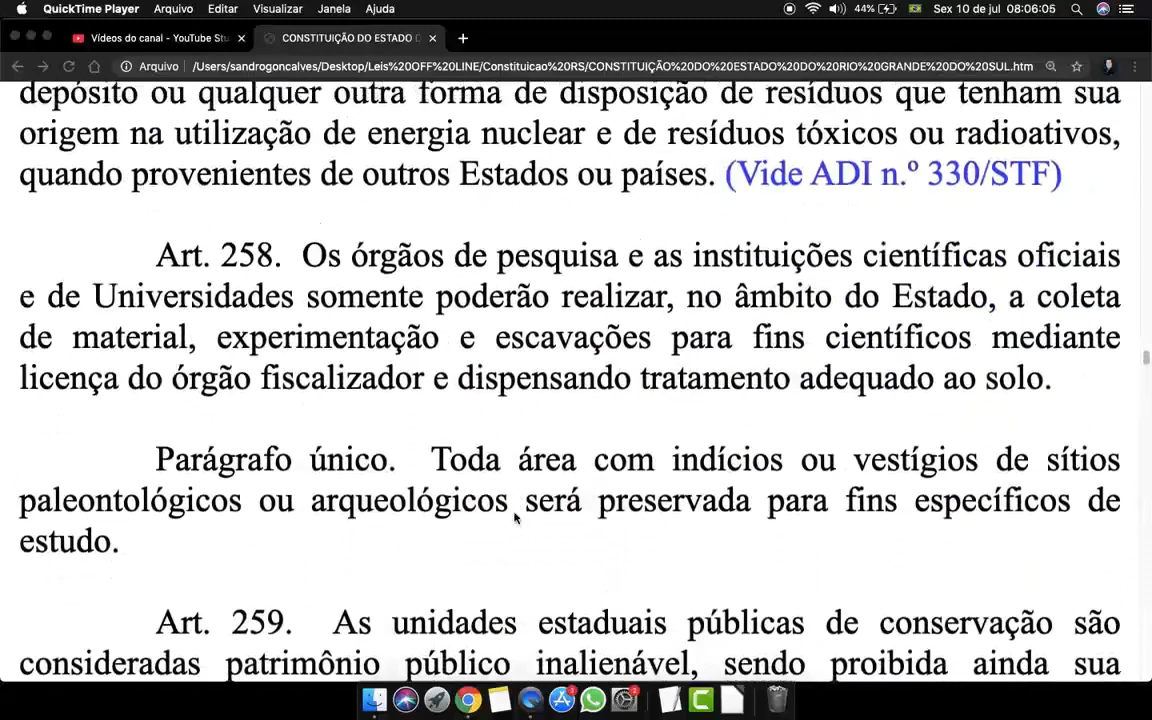 QuickTime Player Arquivo Editar Visualizar Janela Ajuda 44% Sex 10 de jul 08:06:05
Vídeos do canal - YouTube Stu × CONSTITUIÇÃO DO ESTADO D × +
Arquivo /Users/sandrogoncalves/Desktop/Leis%20OFF%20LINE/Constituicao%20RS/CONSTITUIÇÃO%20DO%20ESTADO%20DO%20RIO%20GRANDE%20DO%20SUL.htm
depósito ou qualquer outra forma de disposição de resíduos que tenham sua
origem na utilização de energia nuclear e de resíduos tóxicos ou radioativos,
quando provenientes de outros Estados ou países. (Vide ADI n.º 330/STF)
Art. 258. Os órgãos de pesquisa e as instituições científicas oficiais
e de Universidades somente poderão realizar, no âmbito do Estado, a coleta
de material, experimentação e escavações para fins científicos mediante
licença do órgão fiscalizador e dispensando tratamento adequado ao solo.
Parágrafo único. Toda área com indícios ou vestígios de sítios
paleontológicos ou arqueológicos será preservada para fins específicos de
estudo.
Art. 259. As unidades estaduais públicas de conservação são
consideradas patrimônio público inalienável, sendo proibida ainda sua